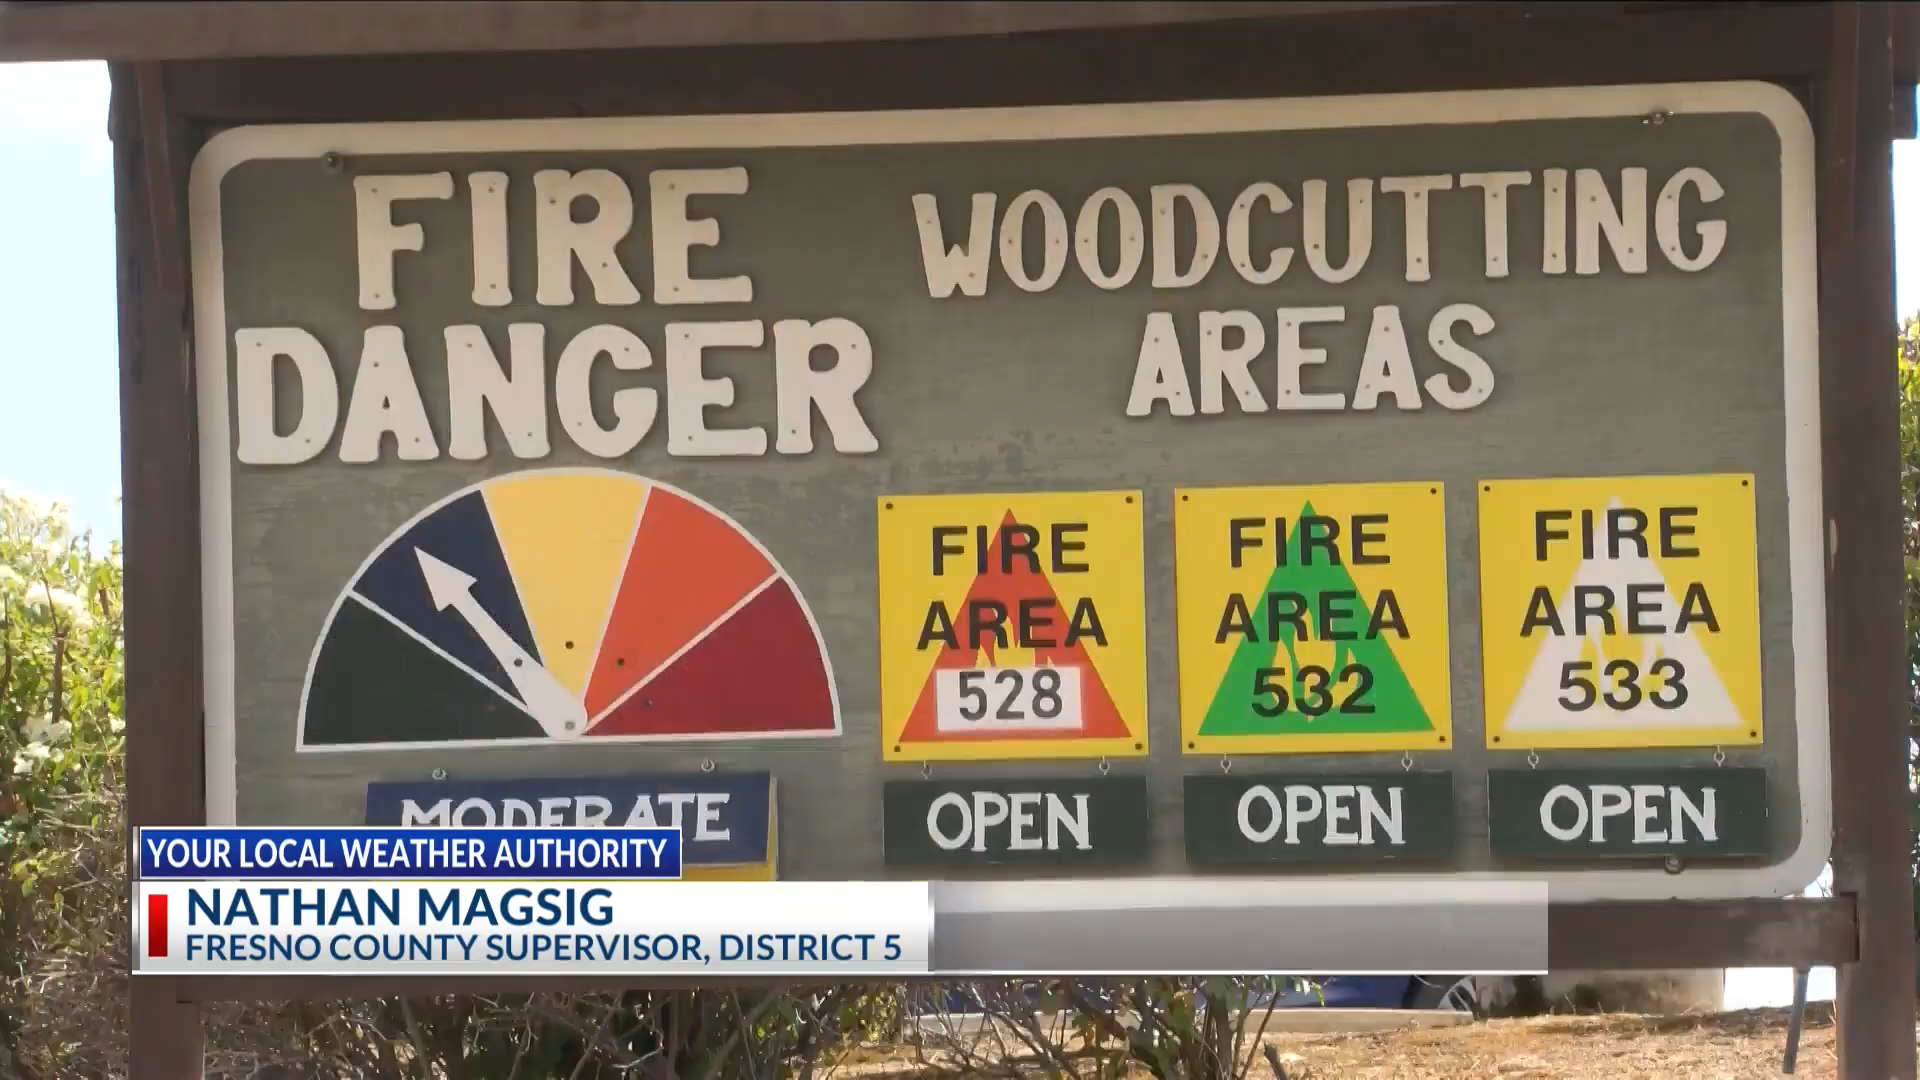 FIRE
DANGER
WOODCUTTING
AREAS
FIRE
AREA
528
FIRE
AREA
532
FIRE
AREA
533
MODERATE
OPEN
OPEN
OPEN
YOUR LOCAL WEATHER AUTHORITY
NATHAN MAGSIG
FRESNO COUNTY SUPERVISOR, DISTRICT 5